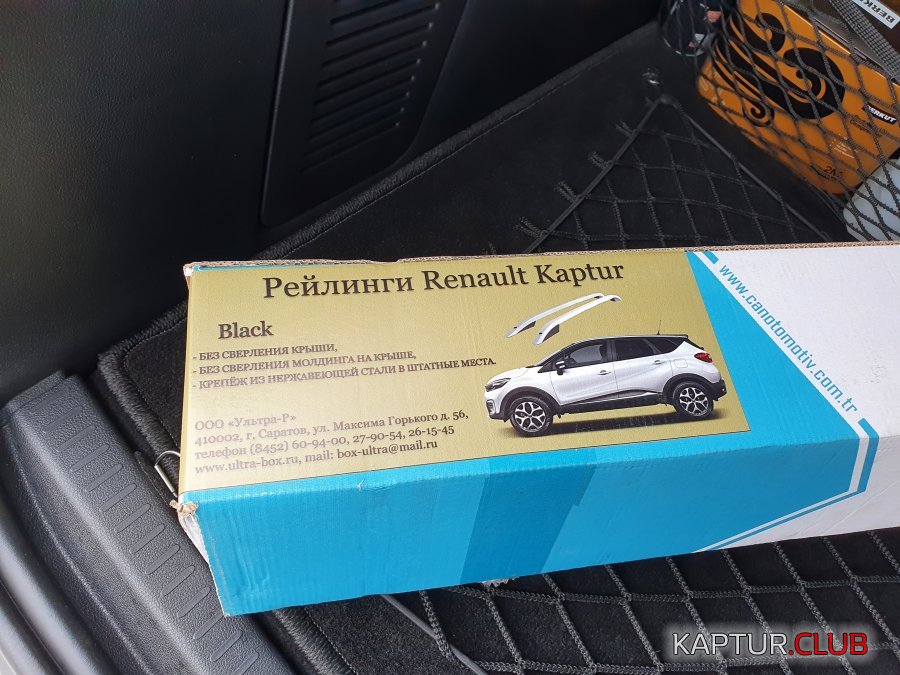 BERKUT
BERKUT
Рейлинги Renault Kaptur
Black
- БЕЗ СВЕРЛЕНИЯ КРЫШИ,
- БЕЗ СВЕРЛЕНИЯ МОЛДИНГА НА КРЫШЕ,
- КРЕПЁЖ ИЗ НЕРЖАВЕЮЩЕЙ СТАЛИ В ШТАТНЫЕ МЕСТА.
ООО «Ультра-Р»
410002, г. Саратов, ул. Максима Горького д. 56,
телефон (8452) 60-94-00, 27-90-54, 26-15-45
www.ultra-box.ru, mail: box-ultra@mail.ru
www.canotomotiv.com.tr
KAPTUR.CLUB